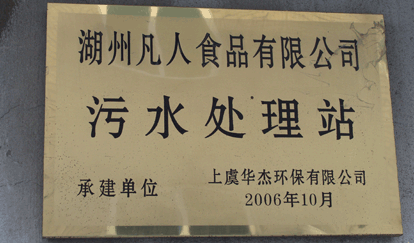 湖州凡人食品有限公司
污水处理站
承建单位 上虞华杰环保有限公司
2006年10月